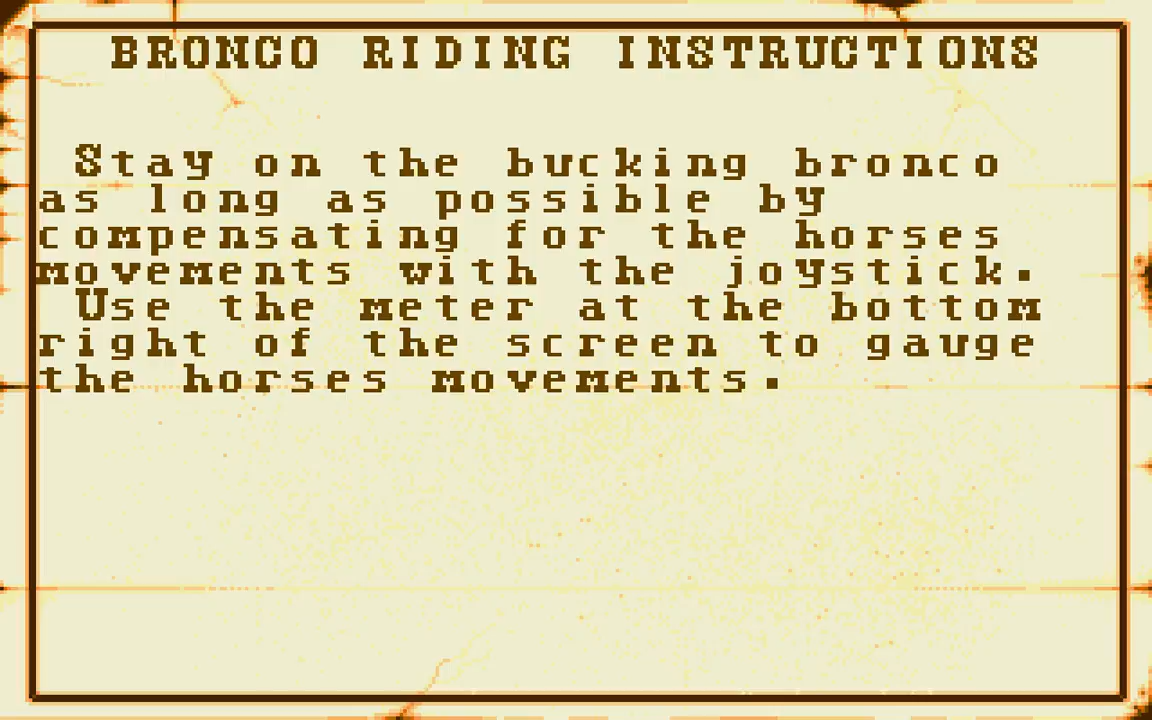 BRONCO RIDING INSTRUCTIONS
Stay on the bucking bronco
as long as possible by
compensating for the horses
movements with the joystick.
Use the meter at the bottom
right of the screen to gauge
the horses movements.